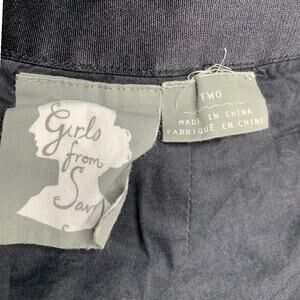 Girls
from
Sav
TWO
MADE IN CHINA
FABRIQUÉ EN CHINE